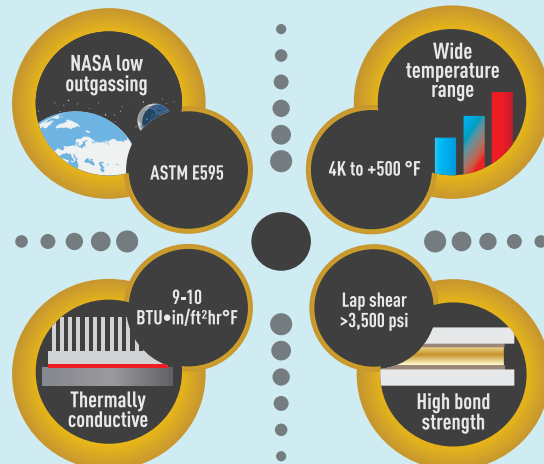 NASA low
outgassing
ASTM E595
Wide
temperature
range
4K to +500 °F
9-10
BTU•in/ft²hr°F
Thermally
conductive
Lap shear
>3,500 psi
High bond
strength